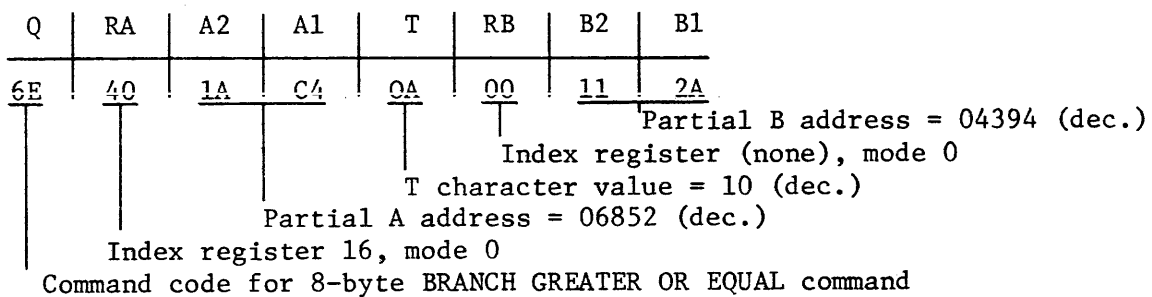 Q RA A2 A1 T RB B2 B1
6E 40 1A C4 0A 00 11 2A
Partial B address = 04394 (dec.)
Index register (none), mode 0
T character value = 10 (dec.)
Partial A address = 06852 (dec.)
Index register 16, mode 0
Command code for 8-byte BRANCH GREATER OR EQUAL command